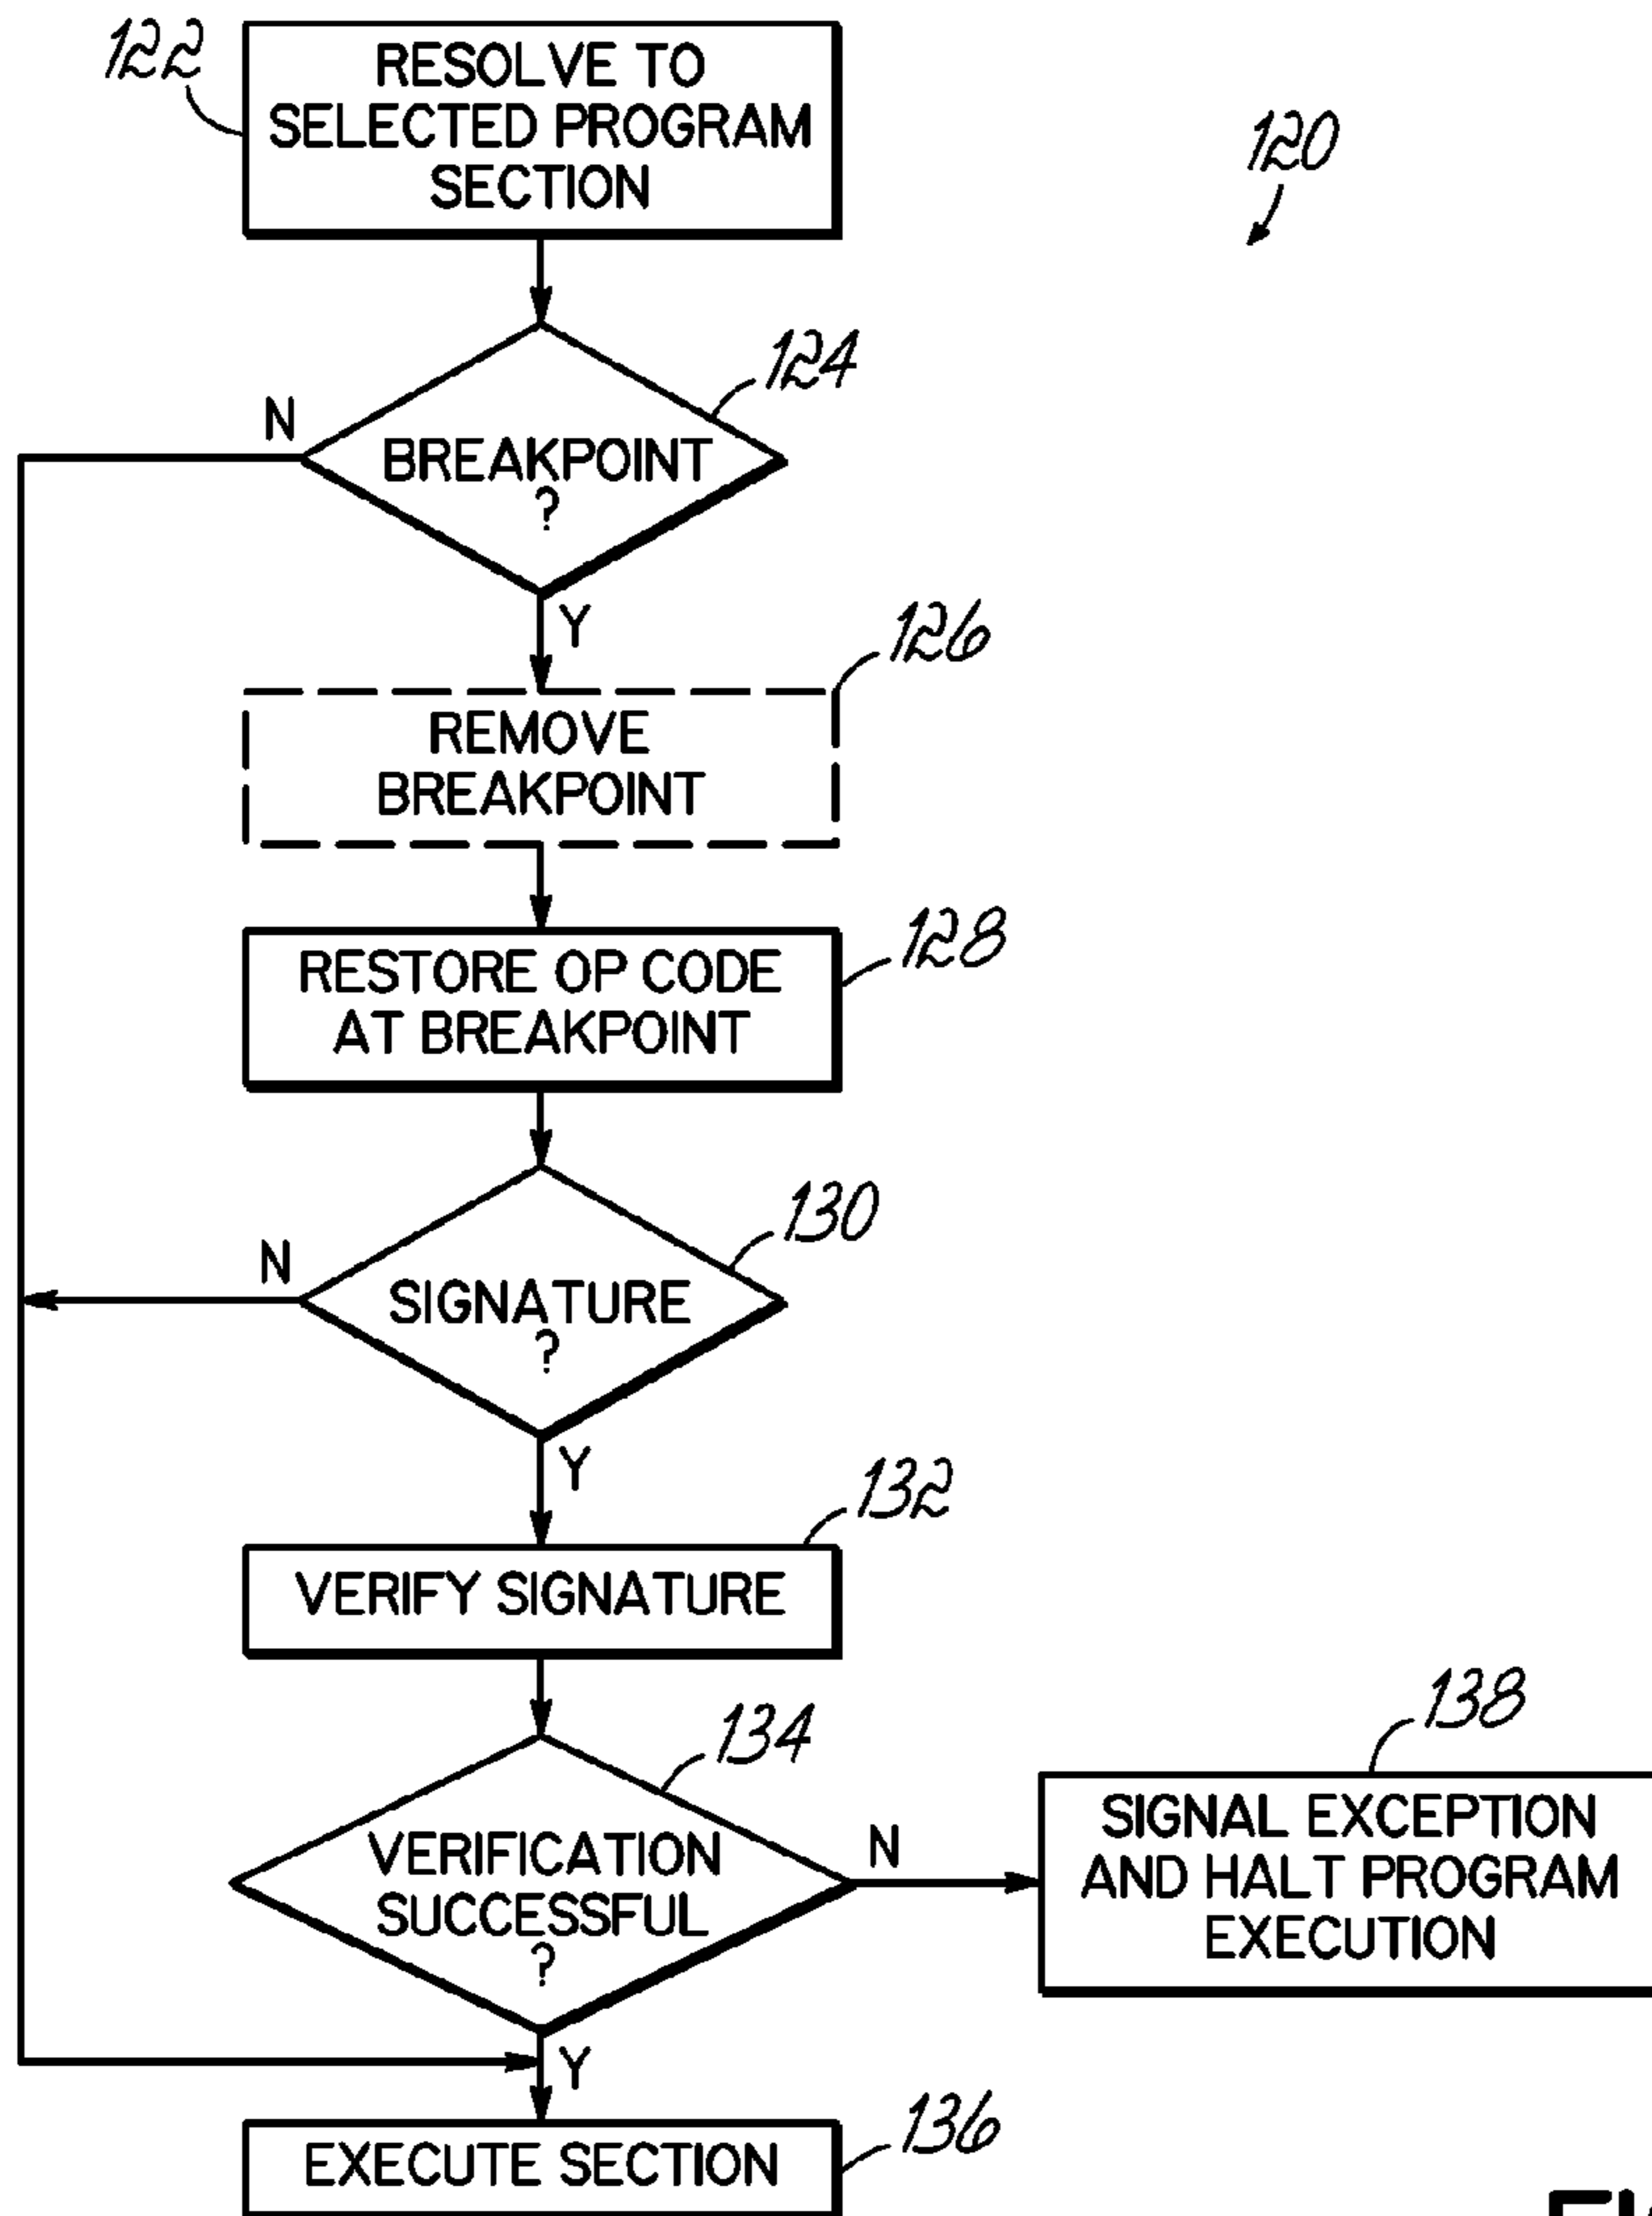 122
RESOLVE TO
SELECTED PROGRAM
SECTION
120
124
N
BREAKPOINT
?
Y
126
REMOVE
BREAKPOINT
128
RESTORE OP CODE
AT BREAKPOINT
130
N
SIGNATURE
?
Y
132
VERIFY SIGNATURE
134
138
VERIFICATION
SUCCESSFUL
?
N
SIGNAL EXCEPTION
AND HALT PROGRAM
EXECUTION
Y
136
EXECUTE SECTION